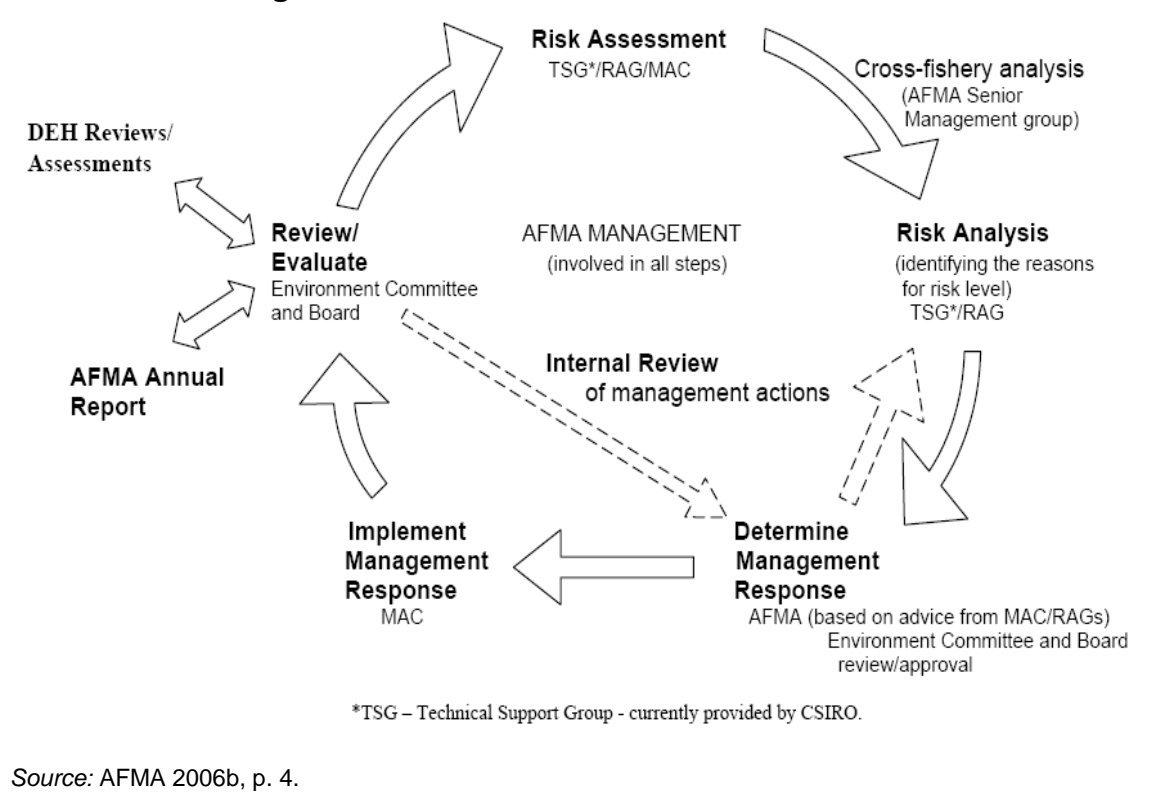 Risk Assessment
TSG*/RAG/MAC
Cross-fishery analysis
(AFMA Senior
Management group)
DEH Reviews/
Assessments
Review/
Evaluate
Environment Committee
and Board
AFMA MANAGEMENT
(involved in all steps)
Risk Analysis
(identifying the reasons
for risk level)
TSG*/RAG
AFMA Annual
Report
Internal Review
of management actions
Implement
Management
Response
MAC
Determine
Management
Response
AFMA (based on advice from MAC/RAGs)
Environment Committee and Board
review/approval
*TSG – Technical Support Group - currently provided by CSIRO.
Source: AFMA 2006b, p. 4.